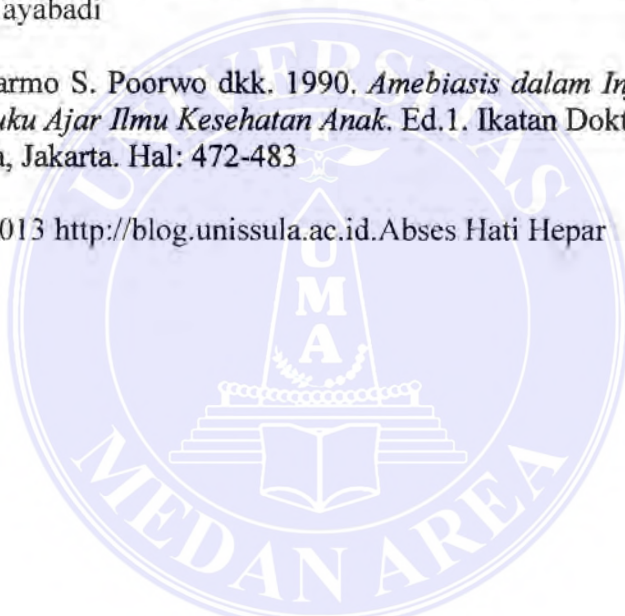 ayabadi
armo S. Poorwo dkk. 1990. Amebiasis dalam In
uku Ajar Ilmu Kesehatan Anak. Ed.1. Ikatan Dokt
a, Jakarta. Hal: 472-483
013 http://blog.unissula.ac.id.Abses Hati Hepar
UNIVERSITAS
UMA
MEDAN AREA